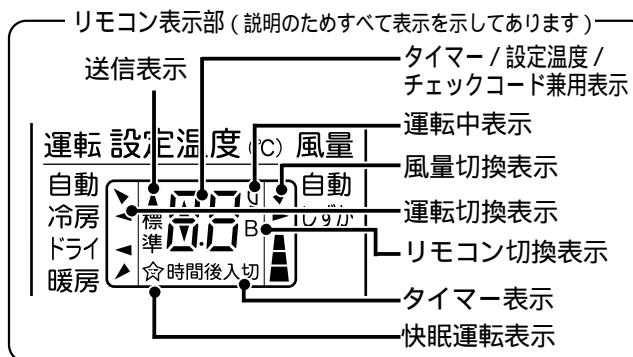 リモコン表示部(説明のためすべて表示を示してあります)
送信表示
タイマー/設定温度/
チェックコード兼用表示
運転中表示
風量切換表示
運転切換表示
リモコン切換表示
タイマー表示
快眠運転表示
運転 設定温度(℃) 風量
自動
冷房
ドライ
暖房
標準
8.8
B
時間後入切
自動
しずか